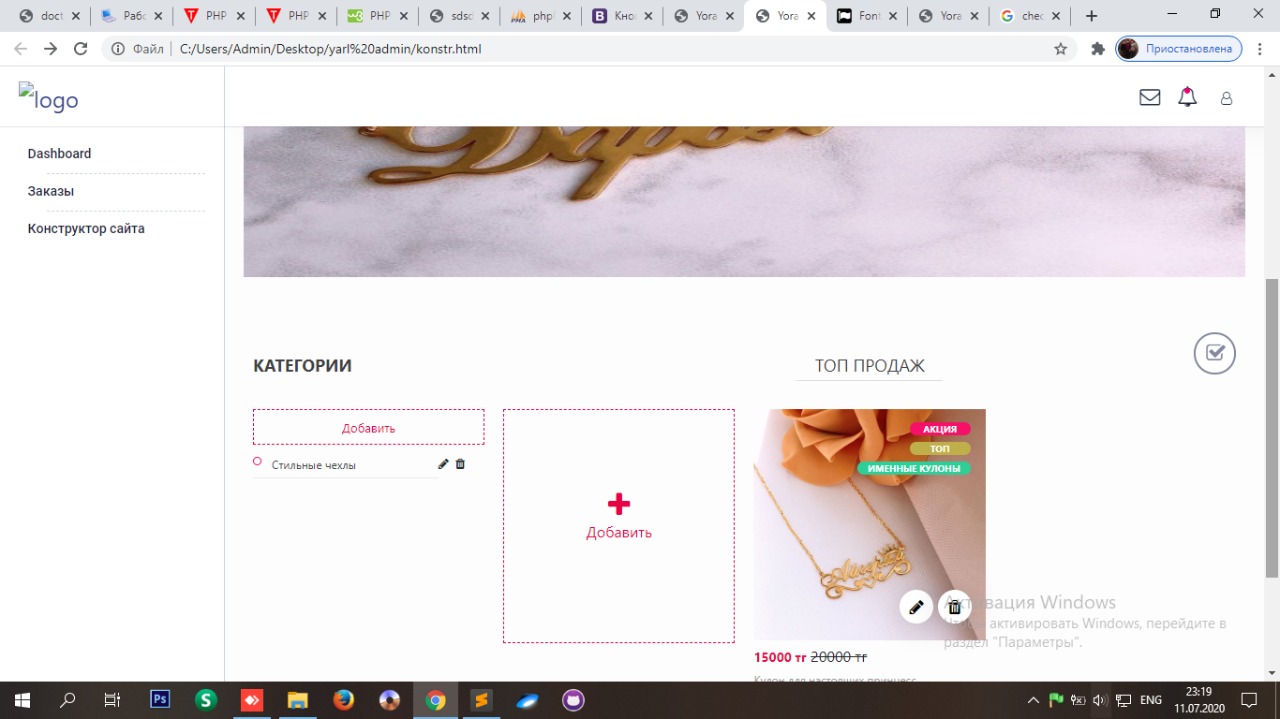 doct
Рабо
PHP
PHP
PHP
sdsc
php
Кно
Yora
Yora
Font
Yora
chec
Файл
C:/Users/Admin/Desktop/yarl%20admin/konstr.html
Приостановлена
logo
Dashboard
Заказы
Конструктор сайта
КАТЕГОРИИ
ТОП ПРОДАЖ
Добавить
Стильные чехлы
Добавить
АКЦИЯ
ТОП
ИМЕННЫЕ КУЛОНЫ
15000 тг 20000 тг
Кулон для настоящих принцесс
Активация Windows
Чтобы активировать Windows, перейдите в
раздел "Параметры".
Ps
S
ENG
23:19
11.07.2020